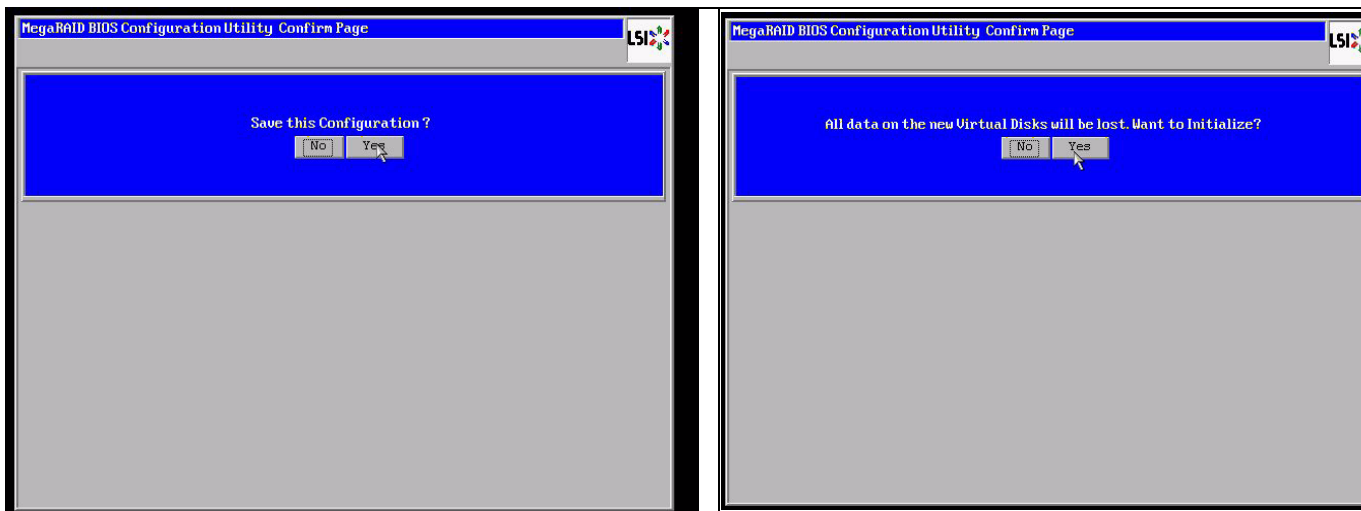 MegaRAID BIOS Configuration Utility Confirm Page
LSI
Save this Configuration ?
No
Yes
MegaRAID BIOS Configuration Utility Confirm Page
LSI
All data on the new Virtual Disks will be lost. Want to Initialize?
No
Yes